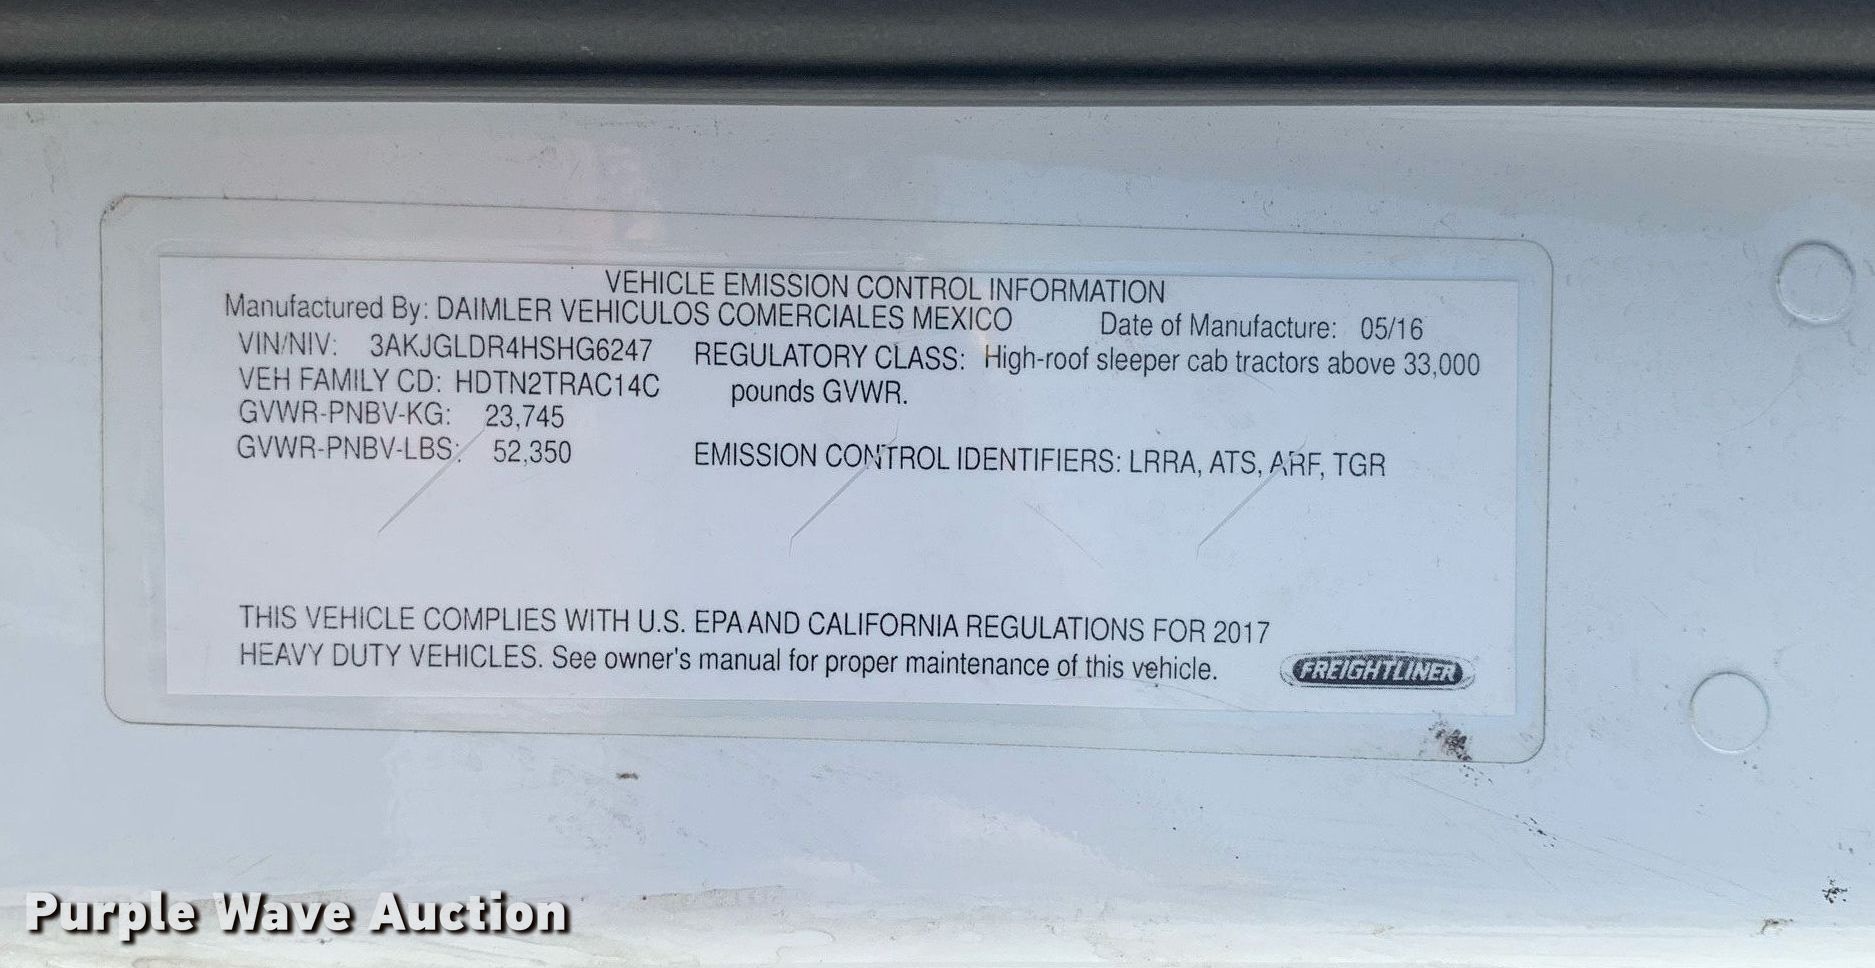 VEHICLE EMISSION CONTROL INFORMATION
Manufactured By: DAIMLER VEHICULOS COMERCIALES MEXICO Date of Manufacture: 05/16
VIN/NIV: 3AKJGLDR4HSHG6247 REGULATORY CLASS: High-roof sleeper cab tractors above 33,000
VEH FAMILY CD: HDTN2TRAC14C pounds GVWR.
GVWR-PNBV-KG: 23,745
GVWR-PNBV-LBS: 52,350 EMISSION CONTROL IDENTIFIERS: LRRA, ATS, ARF, TGR
THIS VEHICLE COMPLIES WITH U.S. EPA AND CALIFORNIA REGULATIONS FOR 2017
HEAVY DUTY VEHICLES. See owner's manual for proper maintenance of this vehicle.
FREIGHTLINER
Purple Wave Auction